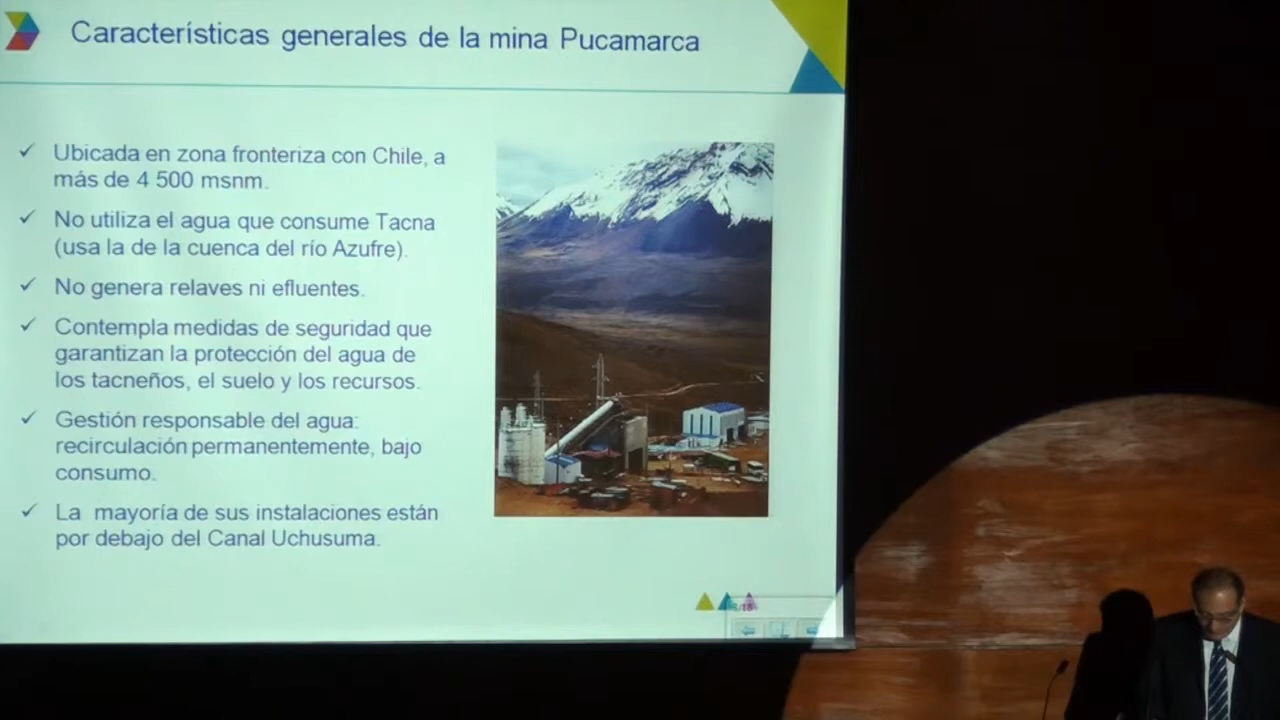 Características generales de la mina Pucamarca
Ubicada en zona fronteriza con Chile, a
más de 4 500 msnm.
No utiliza el agua que consume Tacna
(usa la de la cuenca del río Azufre).
No genera relaves ni efluentes.
Contempla medidas de seguridad que
garantizan la protección del agua de
los tacneños, el suelo y los recursos.
Gestión responsable del agua:
recirculación permanentemente, bajo
consumo.
La mayoría de sus instalaciones están
por debajo del Canal Uchusuma.